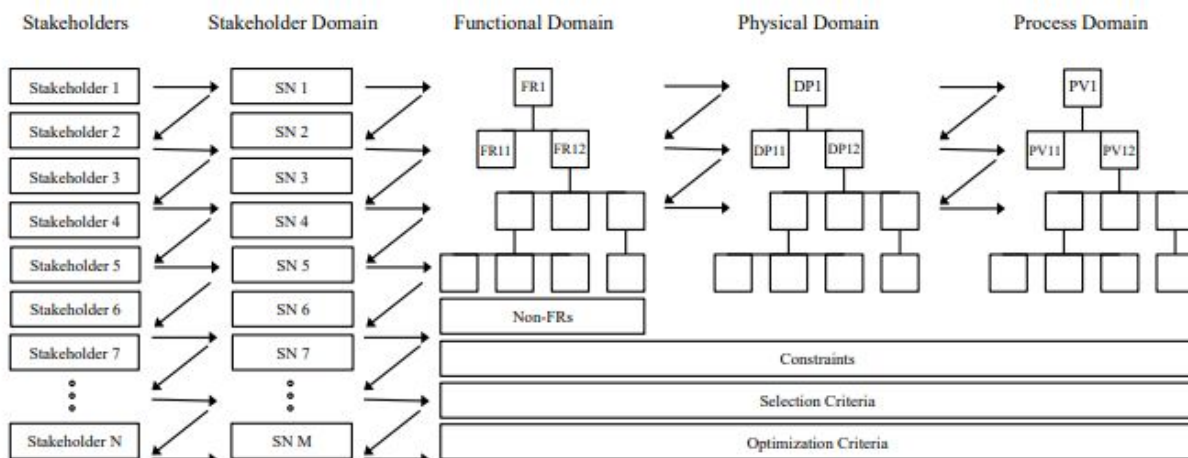 Stakeholders Stakeholder Domain Functional Domain Physical Domain Process Domain
Stakeholder 1 SN 1 FR1 DP1 PV1
Stakeholder 2 SN 2
FR11 FR12 DP11 DP12 PV11 PV12
Stakeholder 3 SN 3
Stakeholder 4 SN 4
Stakeholder 5 SN 5
Stakeholder 6 SN 6 Non-FRs
Stakeholder 7 SN 7 Constraints
Selection Criteria
Stakeholder N SN M Optimization Criteria